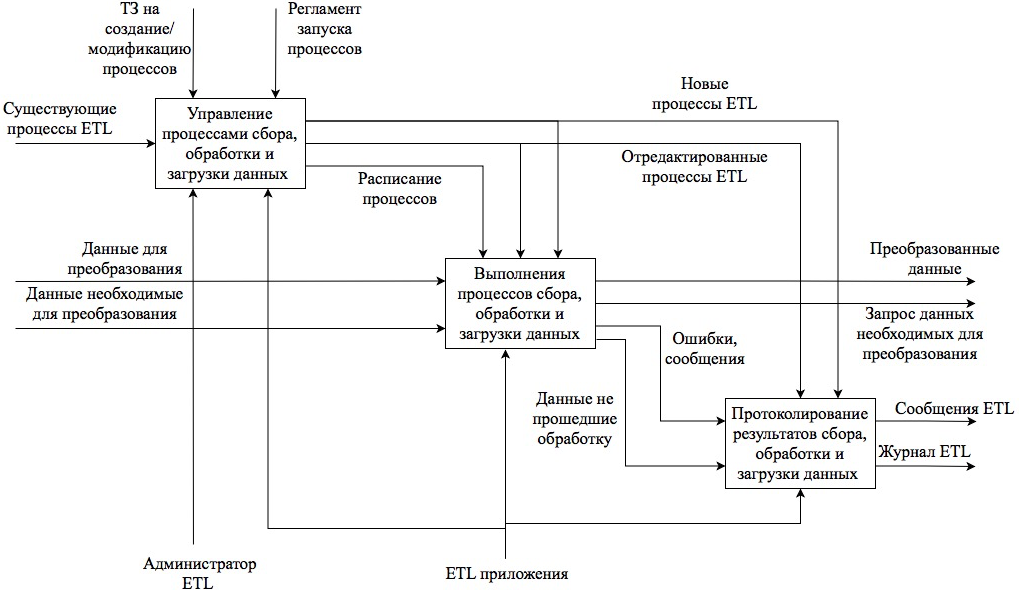 ТЗ на
создание/
модификацию
процессов
Регламент
запуска
процессов
Существующие
процессы ETL
Управление
процессами сбора,
обработки и
загрузки данных
Новые
процессы ETL
Отредактированные
процессы ETL
Расписание
процессов
Данные для
преобразования
Данные необходимые
для преобразования
Выполнения
процессов сбора,
обработки и
загрузки данных
Преобразованные
данные
Запрос данных
необходимых для
преобразования
Ошибки,
сообщения
Данные не
прошедшие
обработку
Протоколирование
результатов сбора,
обработки и
загрузки данных
Сообщения ETL
Журнал ETL
Администратор
ETL
ETL приложения